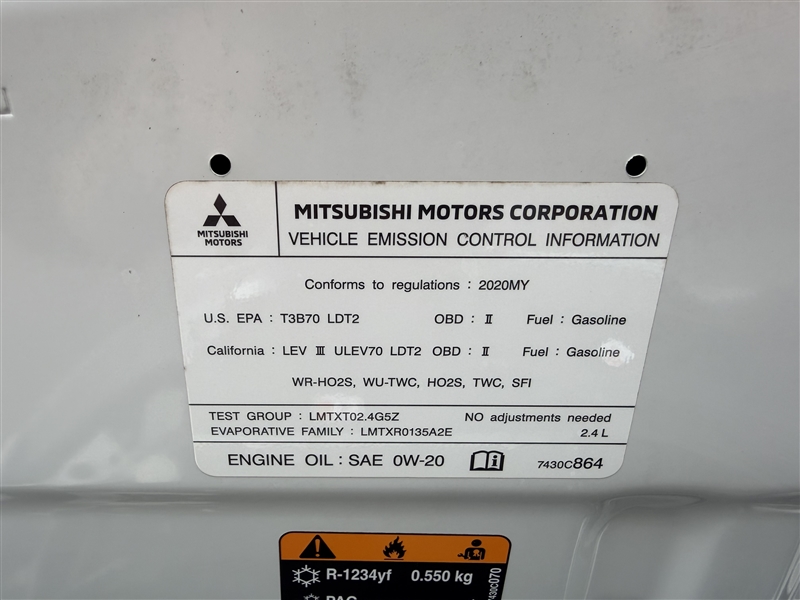 MITSUBISHI
MOTORS
MITSUBISHI MOTORS CORPORATION
VEHICLE EMISSION CONTROL INFORMATION
Conforms to regulations : 2020MY
U.S. EPA : T3B70 LDT2 OBD : II Fuel : Gasoline
California : LEV III ULEV70 LDT2 OBD : II Fuel : Gasoline
WR-HO2S, WU-TWC, HO2S, TWC, SFI
TEST GROUP : LMTXT02.4G5Z NO adjustments needed
EVAPORATIVE FAMILY : LMTXR0135A2E 2.4 L
ENGINE OIL : SAE 0W-20 7430C864
R-1234yf 0.550 kg
PAG
7430C070